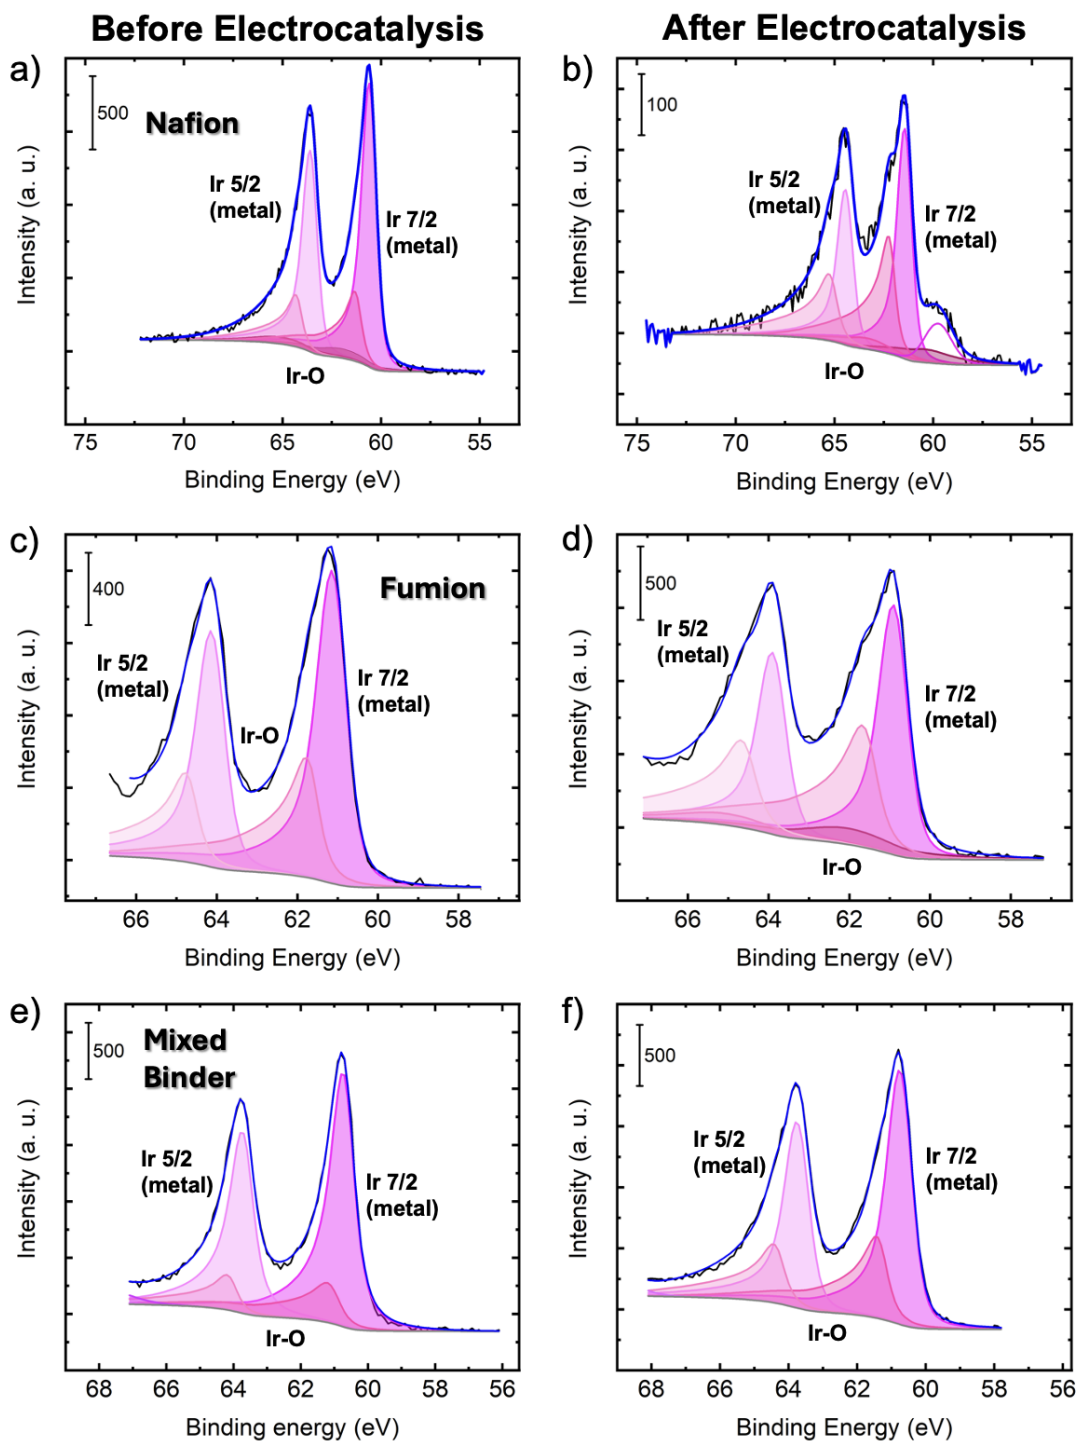 Before Electrocatalysis
After Electrocatalysis
a)
500
Nafion
Ir 5/2
(metal)
Ir 7/2
(metal)
Ir-O
Intensity (a. u.)
75 70 65 60 55
Binding Energy (eV)
b)
100
Ir 5/2
(metal)
Ir 7/2
(metal)
Ir-O
Intensity (a. u.)
75 70 65 60 55
Binding Energy (eV)
c)
400
Fumion
Ir 5/2
(metal)
Ir-O
Ir 7/2
(metal)
Intensity (a. u.)
66 64 62 60 58
Binding Energy (eV)
d)
500
Ir 5/2
(metal)
Ir 7/2
(metal)
Ir-O
Intensity (a. u.)
66 64 62 60 58
Binding Energy (eV)
e)
500
Mixed
Binder
Ir 5/2
(metal)
Ir 7/2
(metal)
Ir-O
Intensity (a. u.)
68 66 64 62 60 58 56
Binding energy (eV)
f)
500
Ir 5/2
(metal)
Ir 7/2
(metal)
Ir-O
Intensity (a. u.)
68 66 64 62 60 58 56
Binding Energy (eV)